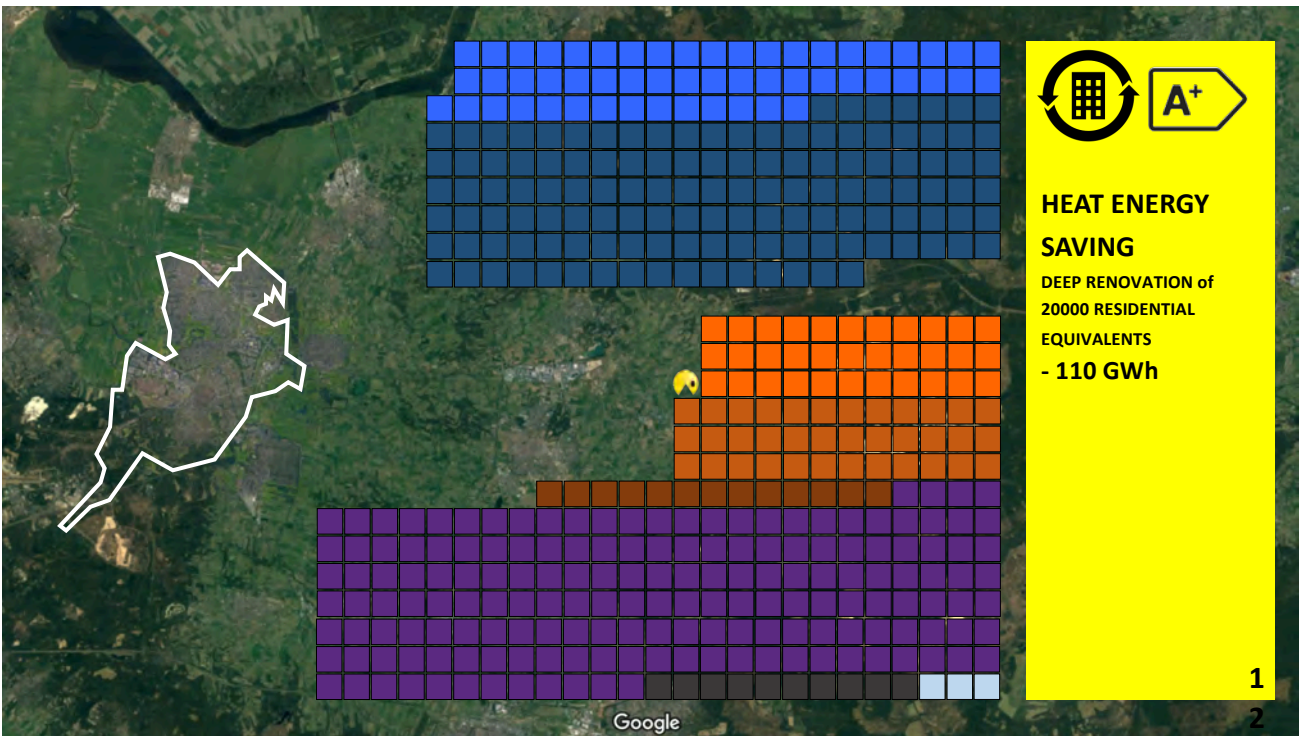 A+
HEAT ENERGY
SAVING
DEEP RENOVATION of
20000 RESIDENTIAL
EQUIVALENTS
- 110 GWh
1
2
Google